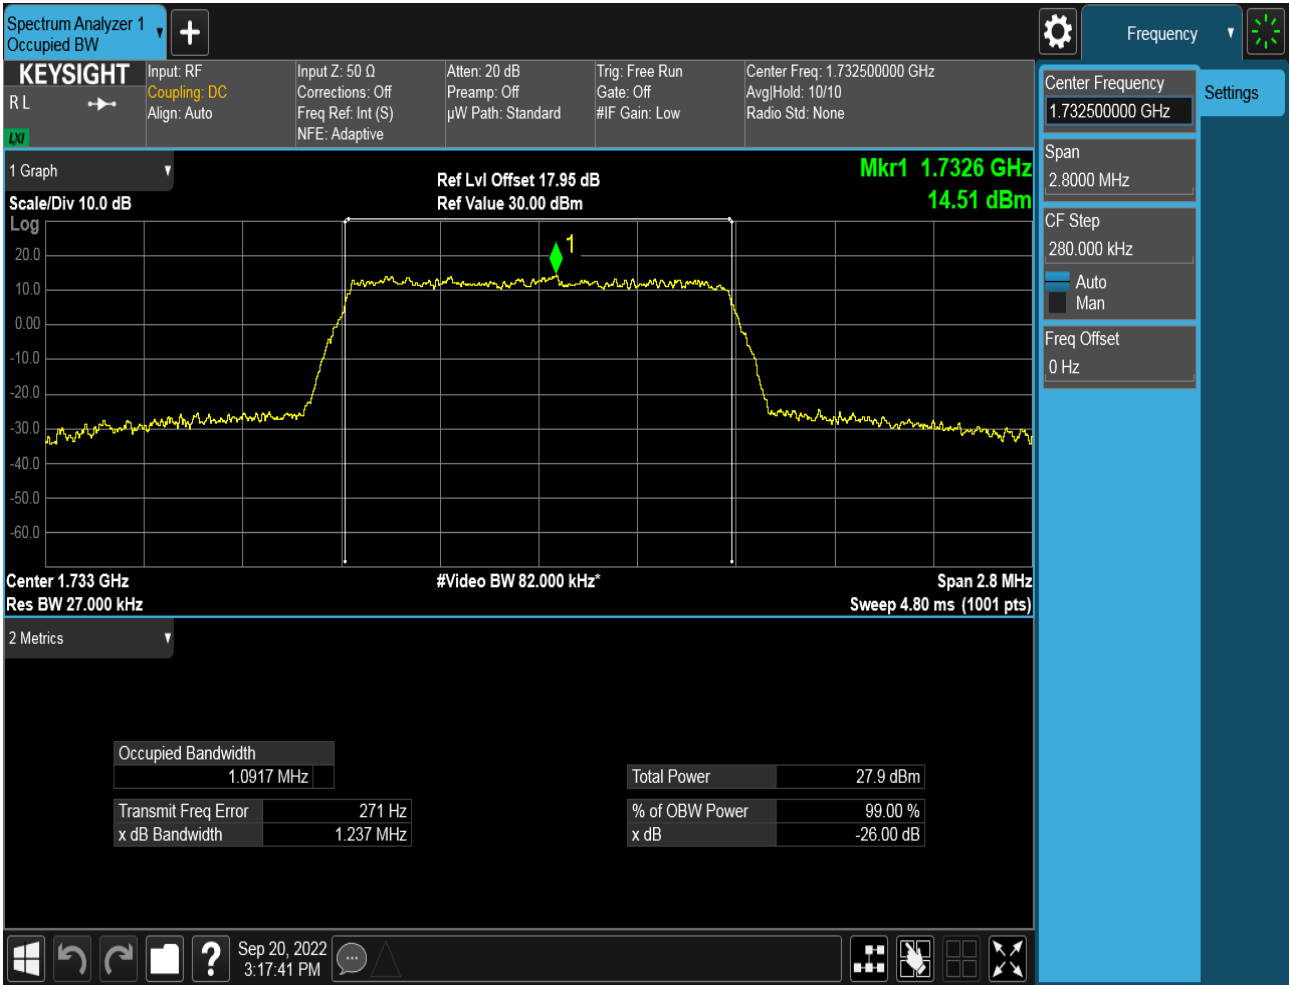 Spectrum Analyzer 1
Occupied BW
Frequency
KEYSIGHT
R L
LXI
Input: RF
Coupling: DC
Align: Auto
Input Z: 50 Ω
Corrections: Off
Freq Ref: Int (S)
NFE: Adaptive
Atten: 20 dB
Preamp: Off
µW Path: Standard
Trig: Free Run
Gate: Off
#IF Gain: Low
Center Freq: 1.732500000 GHz
Avg|Hold: 10/10
Radio Std: None
Center Frequency
1.732500000 GHz
Settings
Span
2.8000 MHz
CF Step
280.000 kHz
Auto
Man
Freq Offset
0 Hz
1 Graph
Scale/Div 10.0 dB
Ref Lvl Offset 17.95 dB
Ref Value 30.00 dBm
Mkr1 1.7326 GHz
14.51 dBm
Log
1
20.0
10.0
0.00
-10.0
-20.0
-30.0
-40.0
-50.0
-60.0
Center 1.733 GHz
#Video BW 82.000 kHz*
Span 2.8 MHz
Res BW 27.000 kHz
Sweep 4.80 ms (1001 pts)
2 Metrics
Occupied Bandwidth
1.0917 MHz
Total Power 27.9 dBm
Transmit Freq Error 271 Hz
% of OBW Power 99.00 %
x dB Bandwidth 1.237 MHz
x dB -26.00 dB
?
Sep 20, 2022
3:17:41 PM